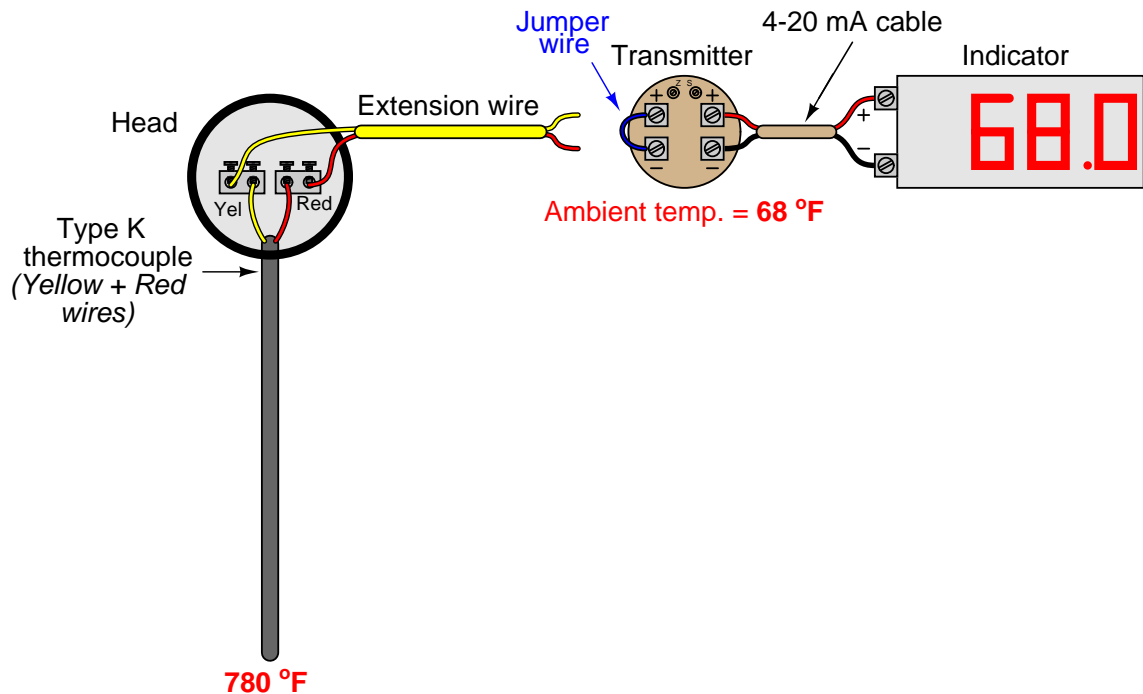 Jumper
wire
4-20 mA cable
Transmitter
Indicator
Head
Extension wire
Z S
+ +
– –
+
–
68.0
Yel
Red
Ambient temp. = 68 °F
Type K
thermocouple
(Yellow + Red
wires)
780 °F